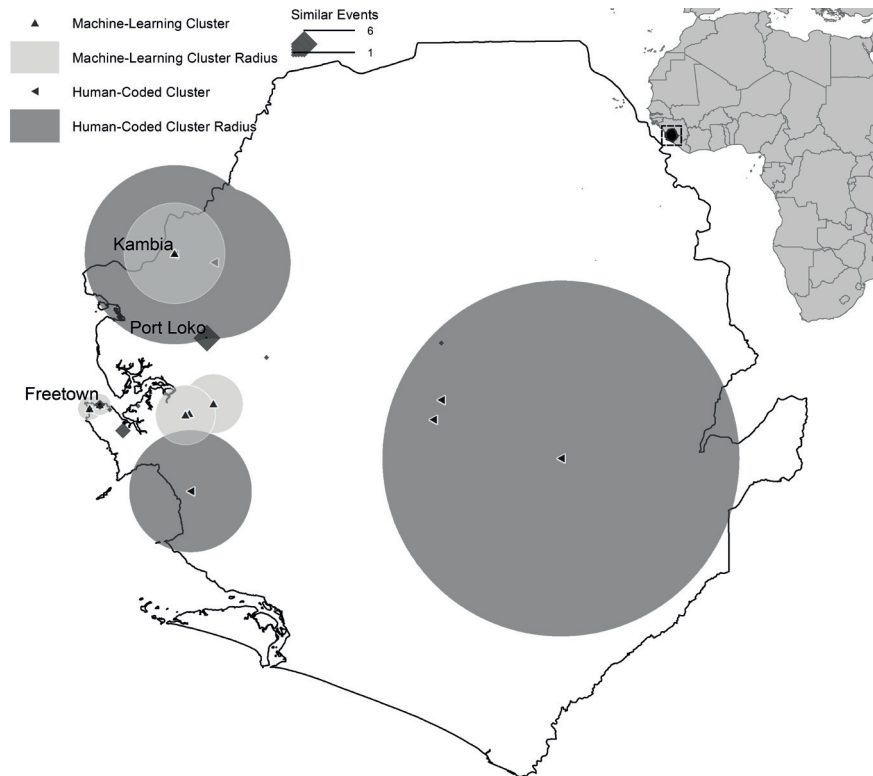 Machine-Learning Cluster
Machine-Learning Cluster Radius
Human-Coded Cluster
Human-Coded Cluster Radius
Similar Events
6
1
Kambia
Port Loko
Freetown